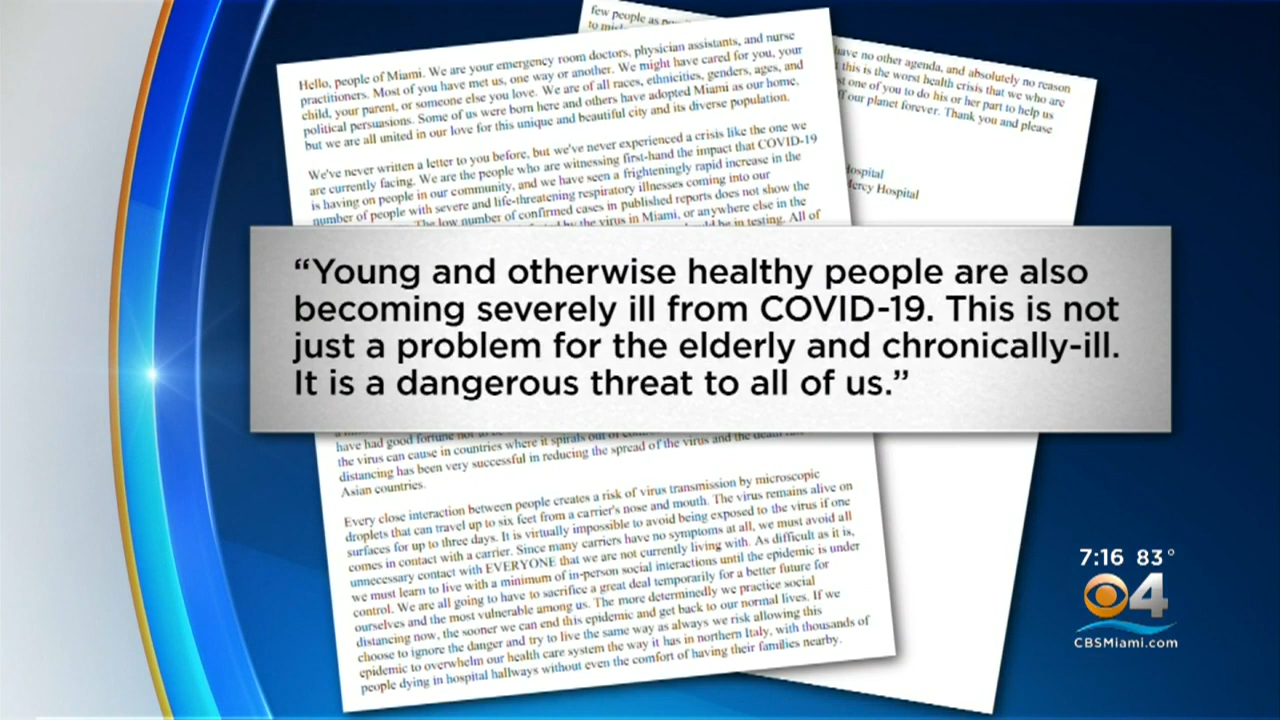 few people as
Hello, people of Miami. We are your emergency room doctors, physician assistants, and nurse
practitioners. Most of you have met us, one way or another. We might have cared for you, your
child, your parent, or someone else you love. We are of all races, ethnicities, genders, ages, and
political persuasions. Some of us were born here and others have adopted Miami as our home,
but we are all united in our love for this unique and beautiful city and its diverse population.
We've never written a letter to you before, but we've never experienced a crisis like the one we
are currently facing. We are the people who are witnessing first-hand the impact that COVID-19
is having on people in our community, and we have seen a frighteningly rapid increase in the
number of people with severe and life-threatening respiratory illnesses coming into our
The low number of confirmed cases in published reports does not show the
by the virus in Miami, or anywhere else in the
be in testing. All of
have no other agenda, and absolutely no reason
this is the worst health crisis that we who are
one of you to do his or her part to help us
our planet forever. Thank you and please
Hospital
Mercy Hospital
“Young and otherwise healthy people are also
becoming severely ill from COVID-19. This is not
just a problem for the elderly and chronically-ill.
It is a dangerous threat to all of us.”
have had good fortune not to be
the virus can cause in countries where it spirals out of
distancing has been very successful in reducing the spread of the virus and the death
Asian countries.
Every close interaction between people creates a risk of virus transmission by microscopic
droplets that can travel up to six feet from a carrier's nose and mouth. The virus remains alive on
surfaces for up to three days. It is virtually impossible to avoid being exposed to the virus if one
comes in contact with a carrier. Since many carriers have no symptoms at all, we must avoid all
unnecessary contact with EVERYONE that we are not currently living with. As difficult as it is,
we must learn to live with a minimum of in-person social interactions until the epidemic is under
control. We are all going to have to sacrifice a great deal temporarily for a better future for
ourselves and the most vulnerable among us. The more determinedly we practice social
distancing now, the sooner we can end this epidemic and get back to our normal lives. If we
choose to ignore the danger and try to live the same way as always we risk allowing this
epidemic to overwhelm our health care system the way it has in northern Italy, with thousands of
people dying in hospital hallways without even the comfort of having their families nearby.
7:16 83°
4
CBSMiami.com